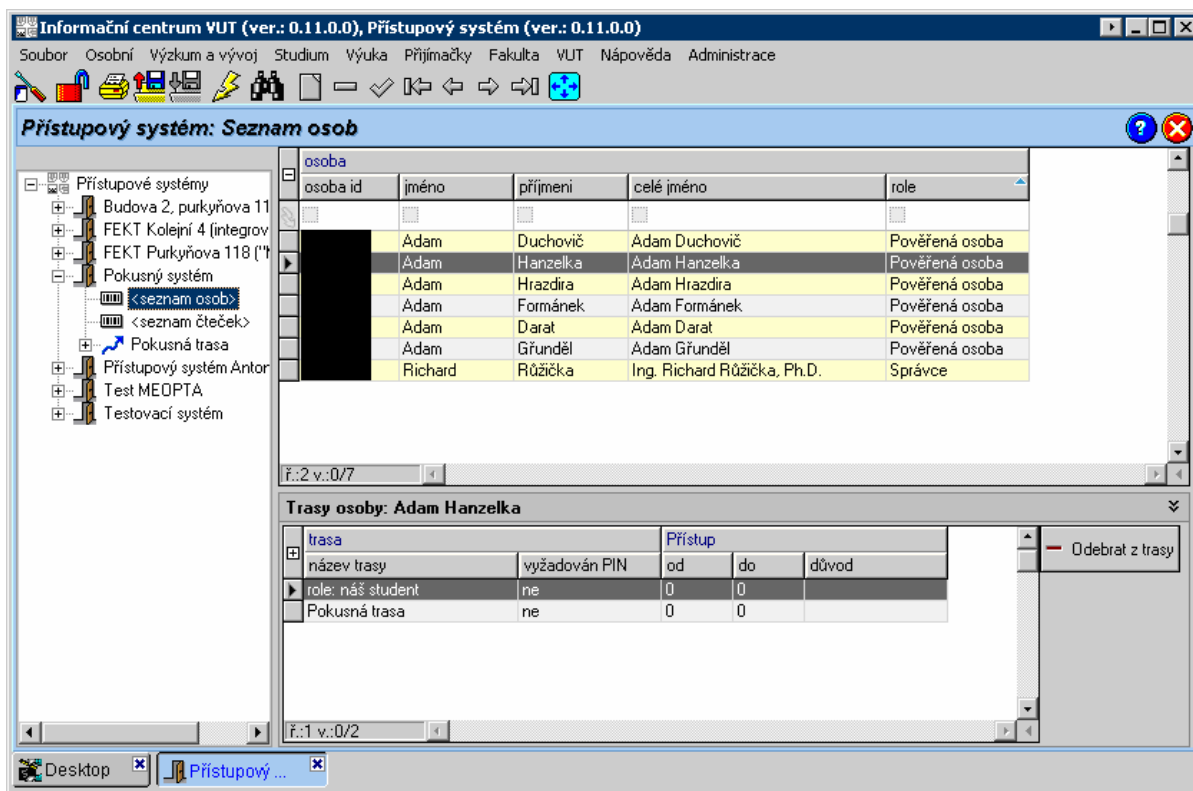 Informační centrum VUT (ver.: 0.11.0.0), Přístupový systém (ver.: 0.11.0.0)
Soubor Osobní Výzkum a vývoj Studium Výuka Přijímačky Fakulta VUT Nápověda Administrace
Přístupový systém: Seznam osob
Přístupové systémy
Budova 2, purkyňova 11
FEKT Kolejní 4 (integrov
FEKT Purkyňova 118 ("
Pokusný systém
<seznam osob>
<seznam čteček>
Pokusná trasa
Přístupový systém Antor
Test MEOPTA
Testovací systém
osoba
osoba id jméno příjmeni celé jméno role
Adam Duchovič Adam Duchovič Pověřená osoba
Adam Hanzelka Adam Hanzelka Pověřená osoba
Adam Hrazdira Adam Hrazdira Pověřená osoba
Adam Formánek Adam Formánek Pověřená osoba
Adam Darat Adam Darat Pověřená osoba
Adam Gřunděl Adam Gřunděl Pověřená osoba
Richard Růžička Ing. Richard Růžička, Ph.D. Správce
ř.:2 v.:0/7
Trasy osoby: Adam Hanzelka
trasa Přístup
název trasy vyžadován PIN od do důvod
role: náš student ne 0 0
Pokusná trasa ne 0 0
Odebrat z trasy
ř.:1 v.:0/2
Desktop Přístupový ...